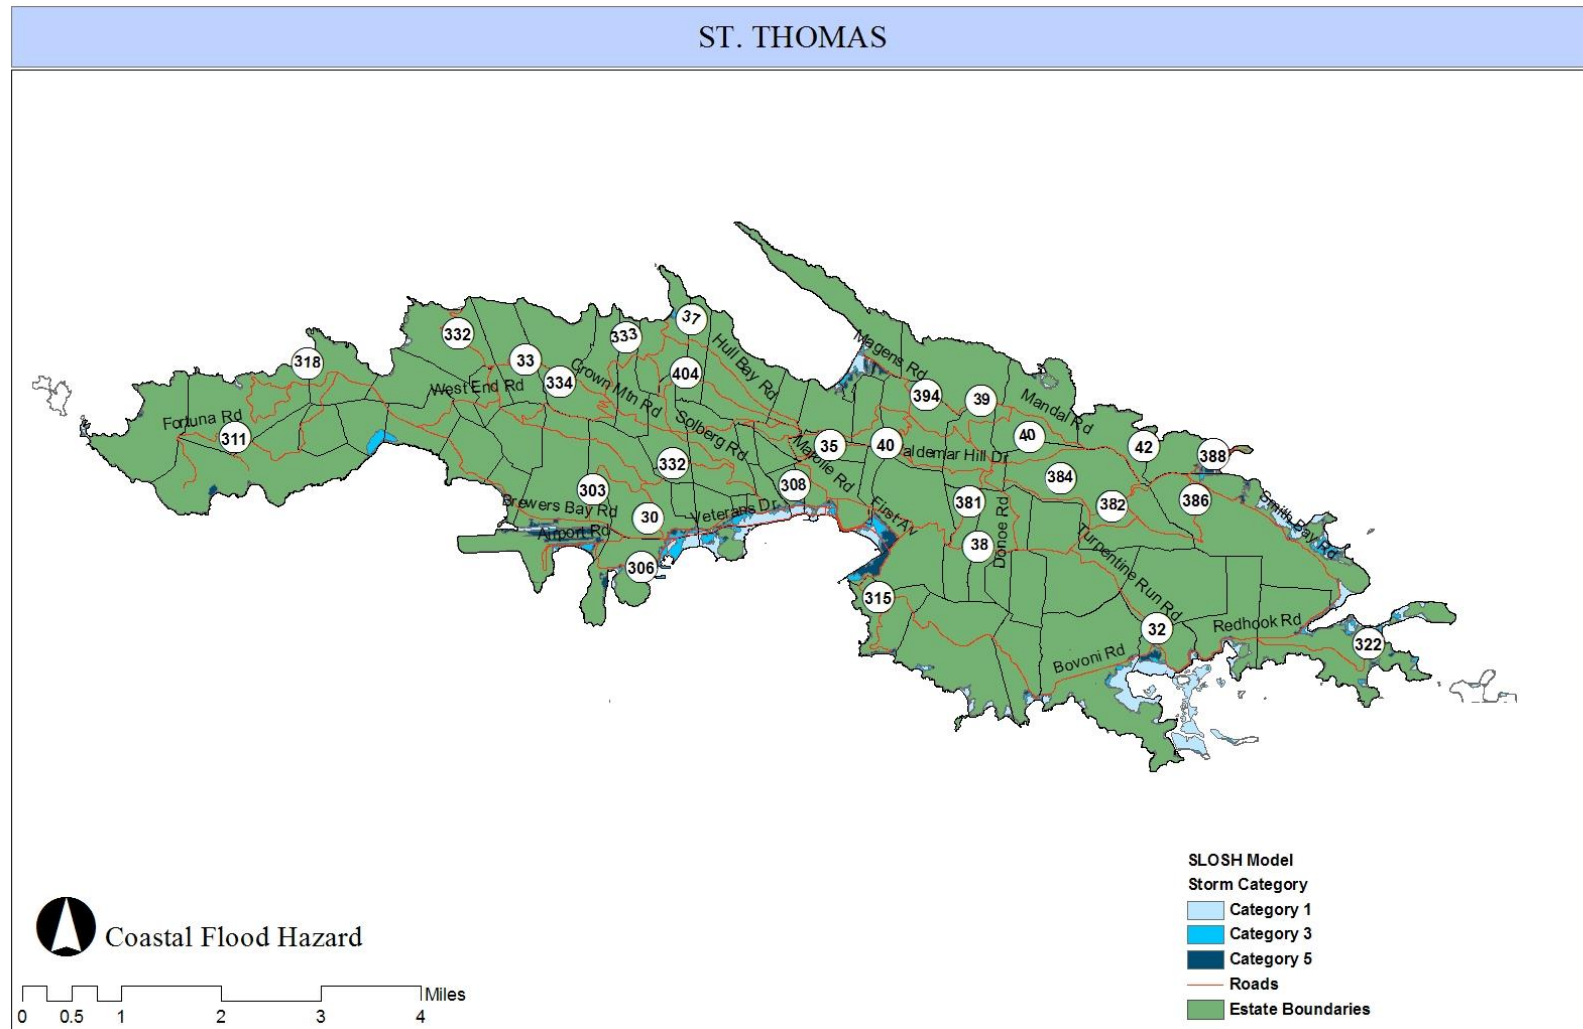 ST. THOMAS
37
333
332
318
33
334
404
Hull Bay Rd
Magens Rd
394
39
Mandal Rd
West End Rd
Crown Mtn Rd
Fortuna Rd
311
Solberg Rd
35
40
40
42
388
Mafolie Rd
aldemar Hill Dr
332
303
308
384
381
382
386
Brewers Bay Rd
30
Veterans Dr
First Av
Donoe Rd
Smith Bay Rd
Airport Rd
306
38
Turpentine Run Rd
315
32
Redhook Rd
322
Bovoni Rd
SLOSH Model
Storm Category
Category 1
Category 3
Category 5
Roads
Estate Boundaries
Coastal Flood Hazard
Miles
0 0.5 1 2 3 4